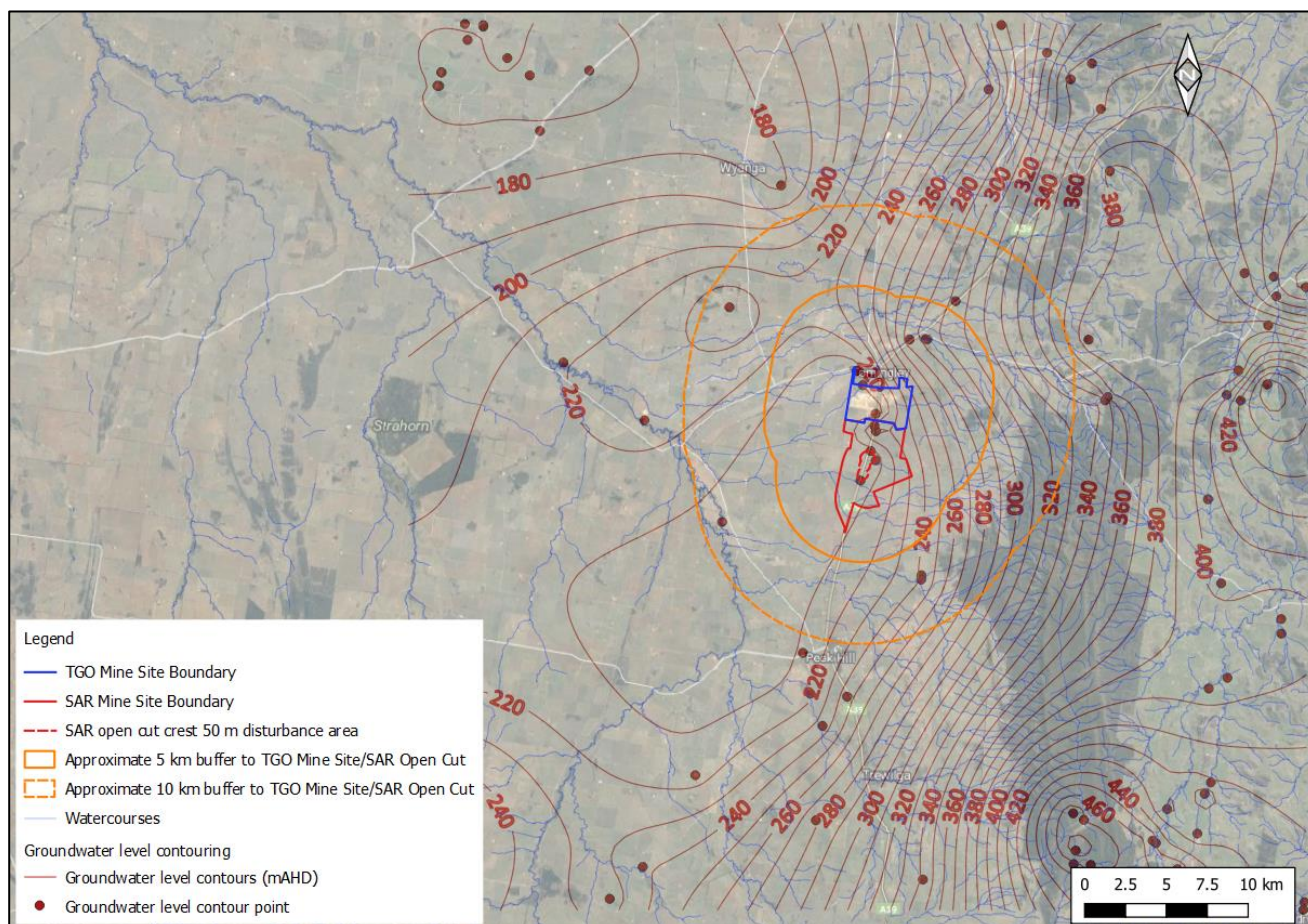 N
180
Wyanga
180
200
220
240
260
280
300
320
340
360
380
A39
200
220
Strahorn
Tomingley
420
240
260
280
300
320
340
360
380
400
Peak Hill
220
A39
220
240
Trewilga
240
260
280
300
320
340
360
380
400
420
440
460
A39
Legend
TGO Mine Site Boundary
SAR Mine Site Boundary
SAR open cut crest 50 m disturbance area
Approximate 5 km buffer to TGO Mine Site/SAR Open Cut
Approximate 10 km buffer to TGO Mine Site/SAR Open Cut
Watercourses
Groundwater level contouring
Groundwater level contours (mAHD)
Groundwater level contour point
0 2.5 5 7.5 10 km